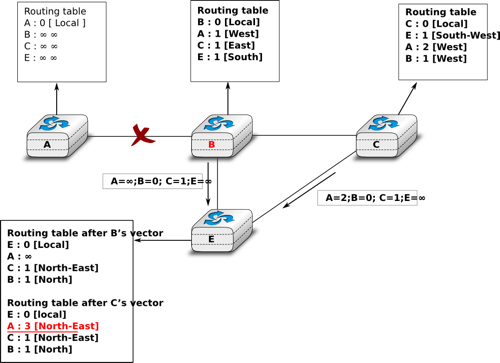 Routing table
A : 0 [ Local ]
B : ∞ ∞
C : ∞ ∞
E : ∞ ∞
Routing table
B : 0 [Local]
A : 1 [West]
C : 1 [East]
E : 1 [South]
Routing table
C : 0 [Local]
E : 1 [South-West]
A : 2 [West]
B : 1 [West]
A
B
C
A=∞;B=0; C=1;E=∞
A=2;B=0; C=1;E=∞
E
Routing table after B's vector
E : 0 [Local]
A : ∞
C : 1 [North-East]
B : 1 [North]
Routing table after C's vector
E : 0 [local]
A : 3 [North-East]
C : 1 [North-East]
B : 1 [North]